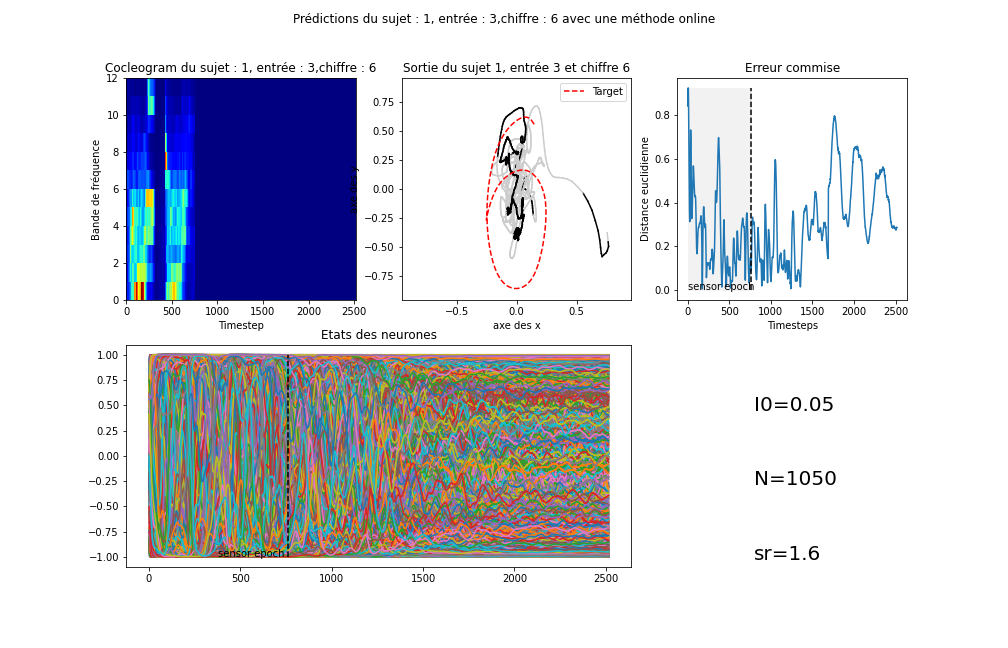 Prédictions du sujet : 1, entrée : 3,chiffre : 6 avec une méthode online
Cocleogram du sujet : 1, entrée : 3,chiffre : 6
Bande de fréquence
12
10
8
6
4
2
0
0 500 1000 1500 2000 2500
Timestep
Sortie du sujet 1, entrée 3 et chiffre 6
Target
0.75
0.50
0.25
0.00
−0.25
−0.50
−0.75
−0.5 0.0 0.5
axe des x
Erreur commise
Distance euclidienne
0.8
0.6
0.4
0.2
0.0
sensor epoch
0 500 1000 1500 2000 2500
Timesteps
Etats des neurones
1.00
0.75
0.50
0.25
0.00
−0.25
−0.50
−0.75
−1.00
sensor epoch
0 500 1000 1500 2000 2500
I0=0.05
N=1050
sr=1.6